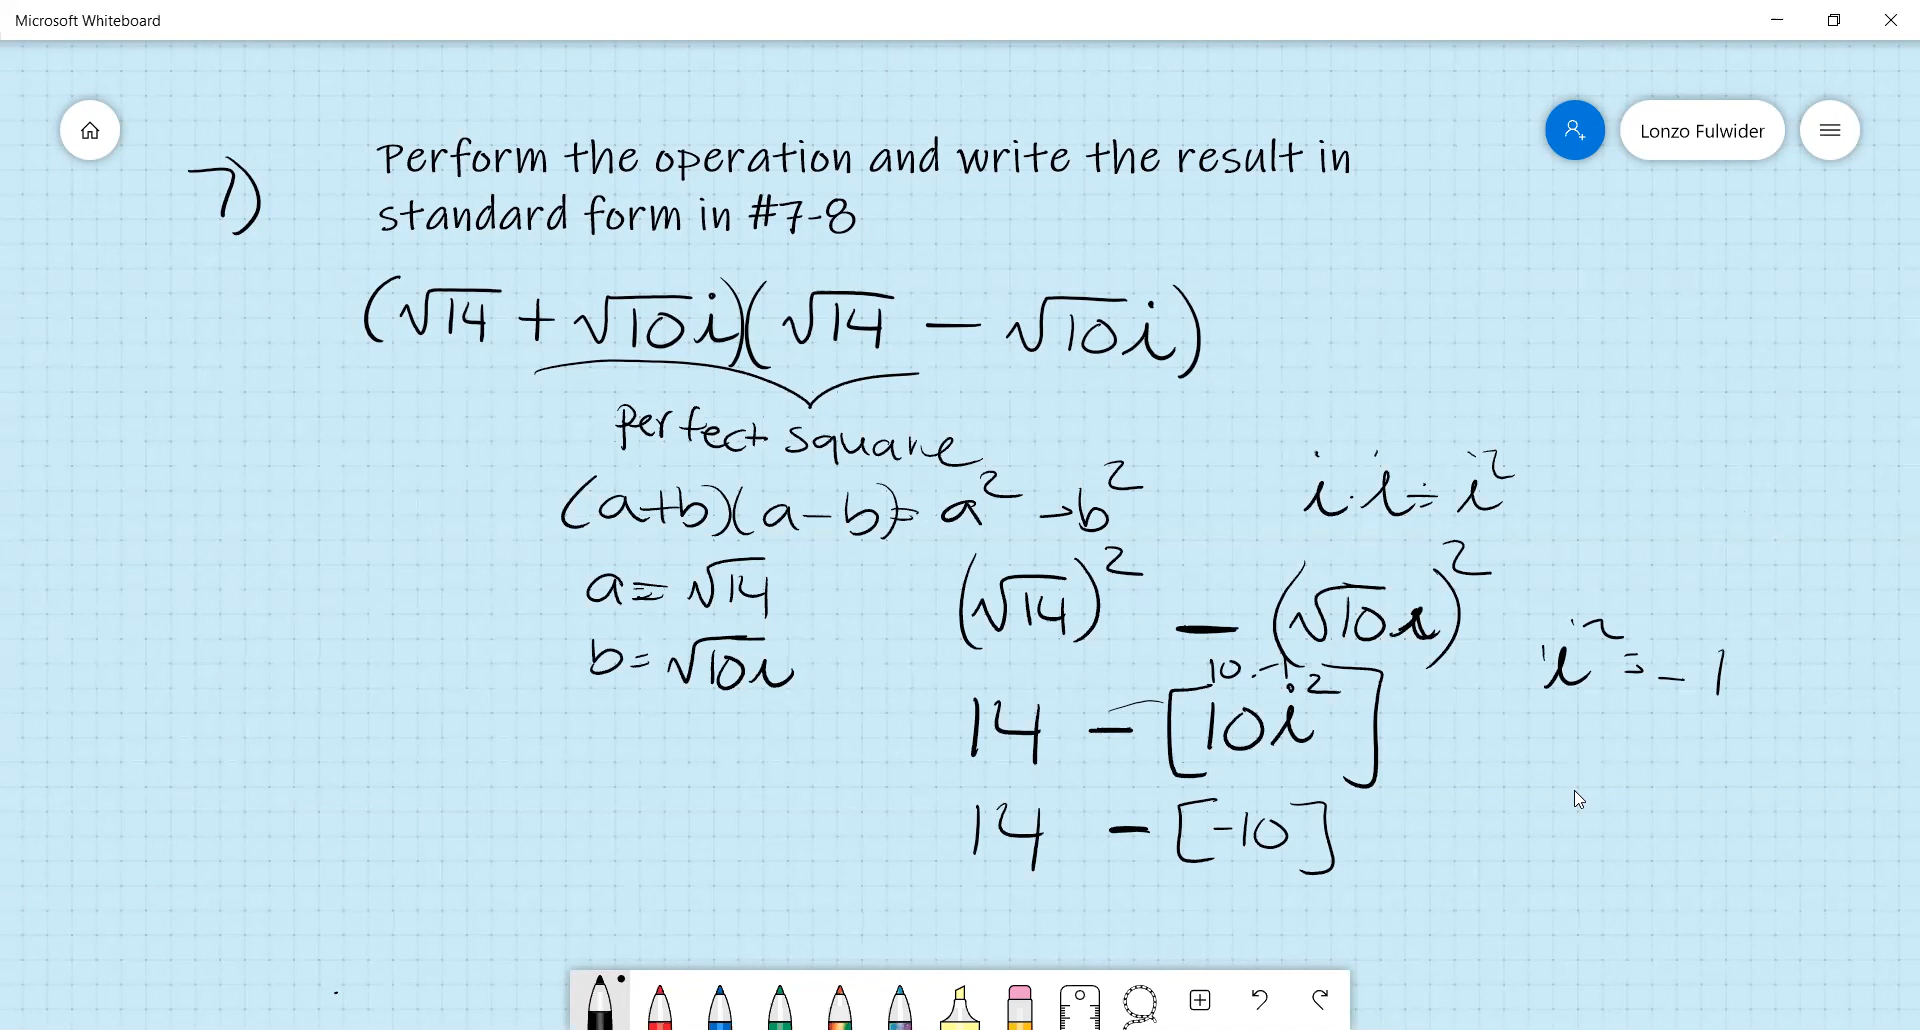 Microsoft Whiteboard
Lonzo Fulwider
7)
Perform the operation and write the result in
standard form in #7-8
(√14 + √10i)(√14 − √10i)
Perfect square
(a+b)(a-b)= a² - b²
i · i = i²
a = √14
(√14)² − (√10i)²
b = √10i
i² = -1
10 · -1
14 − [10i²]
14 − [-10]